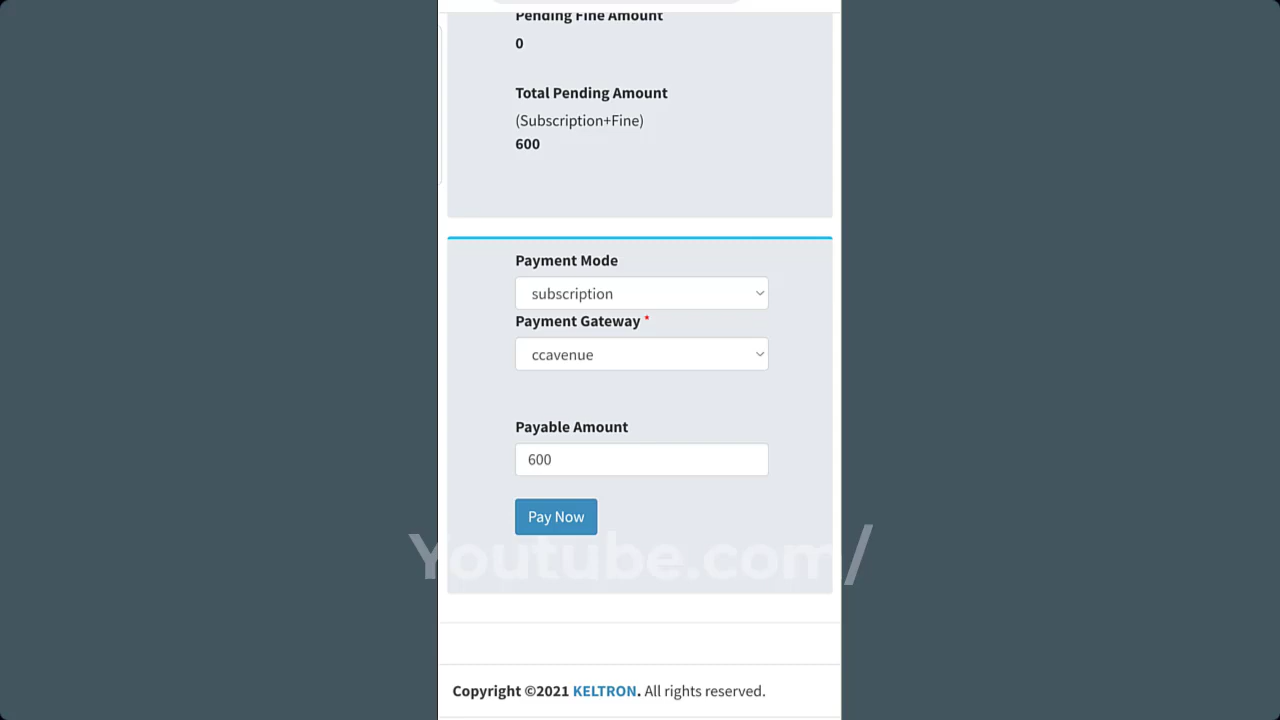 Pending Fine Amount
0
Total Pending Amount
(Subscription+Fine)
600
Payment Mode
subscription
Payment Gateway *
ccavenue
Payable Amount
600
Pay Now
Youtube.com/
Copyright ©2021 KELTRON. All rights reserved.